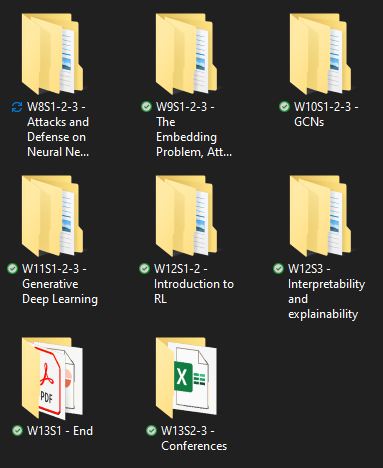 W8S1-2-3 -
Attacks and
Defense on
Neural Ne...
W9S1-2-3 -
The
Embedding
Problem, Att...
W10S1-2-3 -
GCNs
W11S1-2-3 -
Generative
Deep Learning
W12S1-2 -
Introduction to
RL
W12S3 -
Interpretability
and
explainability
PDF
W13S1 - End
X
W13S2-3 -
Conferences